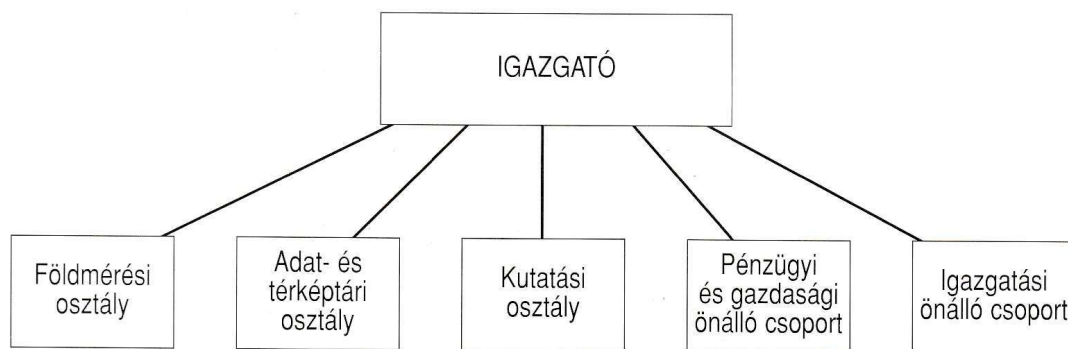 IGAZGATÓ
Földmérési
osztály
Adat- és
térképtári
osztály
Kutatási
osztály
Pénzügyi
és gazdasági
önálló csoport
Igazgatási
önálló csoport